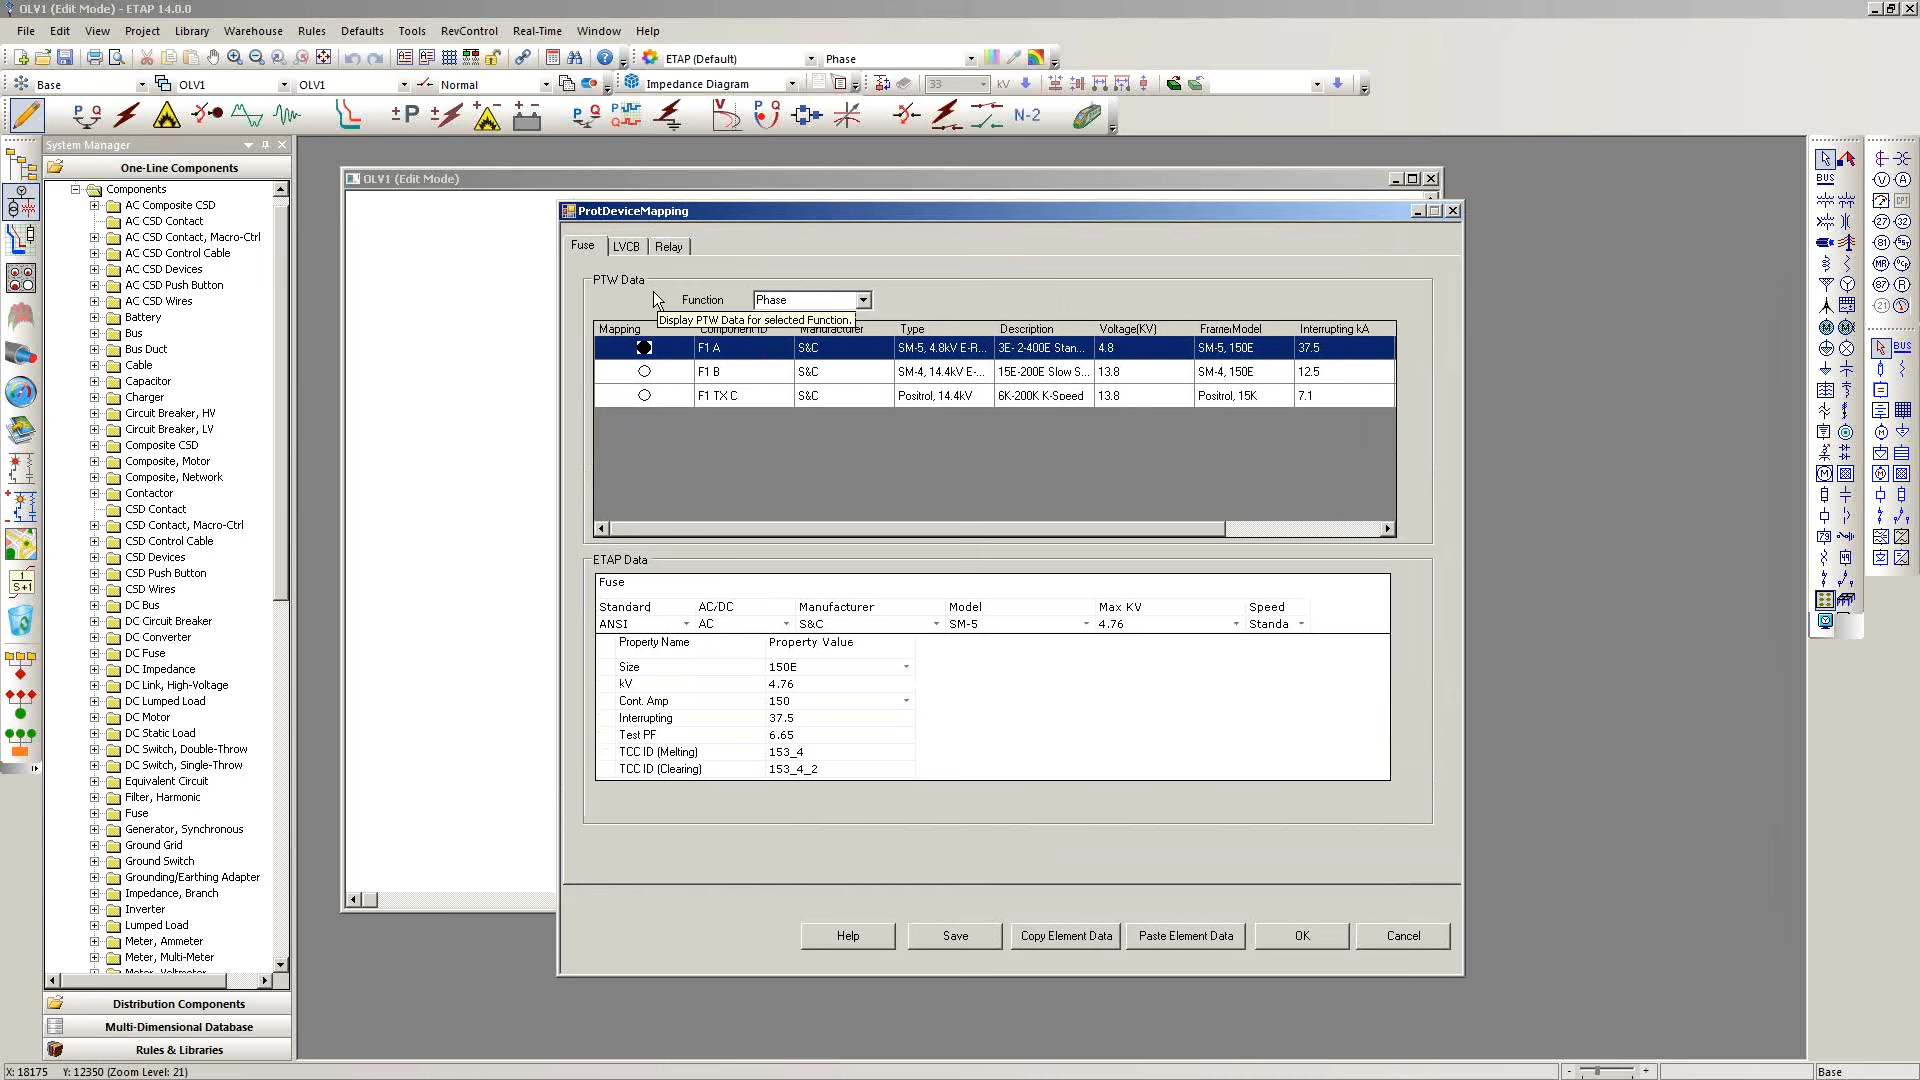 OLV1 (Edit Mode) - ETAP 14.0.0
File Edit View Project Library Warehouse Rules Defaults Tools RevControl Real-Time Window Help
ETAP (Default) Phase
Base OLV1 OLV1 Normal Impedance Diagram 33 kV
P Q ±P P Q P Q N-2
System Manager
One-Line Components
Components
AC Composite CSD
AC CSD Contact
AC CSD Contact, Macro-Ctrl
AC CSD Control Cable
AC CSD Devices
AC CSD Push Button
AC CSD Wires
Battery
Bus
Bus Duct
Cable
Capacitor
Charger
Circuit Breaker, HV
Circuit Breaker, LV
Composite CSD
Composite, Motor
Composite, Network
Contactor
CSD Contact
CSD Contact, Macro-Ctrl
CSD Control Cable
CSD Devices
CSD Push Button
CSD Wires
DC Bus
DC Circuit Breaker
DC Converter
DC Fuse
DC Impedance
DC Link, High-Voltage
DC Lumped Load
DC Motor
DC Static Load
DC Switch, Double-Throw
DC Switch, Single-Throw
Equivalent Circuit
Filter, Harmonic
Fuse
Generator, Synchronous
Ground Grid
Ground Switch
Grounding/Earthing Adapter
Impedance, Branch
Inverter
Lumped Load
Meter, Ammeter
Meter, Multi-Meter
Meter, Voltmeter
Distribution Components
Multi-Dimensional Database
Rules & Libraries
OLV1 (Edit Mode)
ProtDeviceMapping
Fuse LVCB Relay
PTW Data
Function Phase
Display PTW Data for selected Function.
Mapping Component ID Manufacturer Type Description Voltage(KV) Frame/Model Interrupting kA
F1 A S&C SM-5, 4.8kV E-R... 3E- 2-400E Stan... 4.8 SM-5, 150E 37.5
F1 B S&C SM-4, 14.4kV E-... 15E-200E Slow S... 13.8 SM-4, 150E 12.5
F1 TX C S&C Positrol, 14.4kV 6K-200K K-Speed 13.8 Positrol, 15K 7.1
ETAP Data
Fuse
Standard AC/DC Manufacturer Model Max KV Speed
ANSI AC S&C SM-5 4.76 Standa
Property Name Property Value
Size 150E
kV 4.76
Cont. Amp 150
Interrupting 37.5
Test PF 6.65
TCC ID (Melting) 153_4
TCC ID (Clearing) 153_4_2
Help Save Copy Element Data Paste Element Data OK Cancel
BUS
BUS
X: 18175 Y: 12350 (Zoom Level: 21)
- + Base